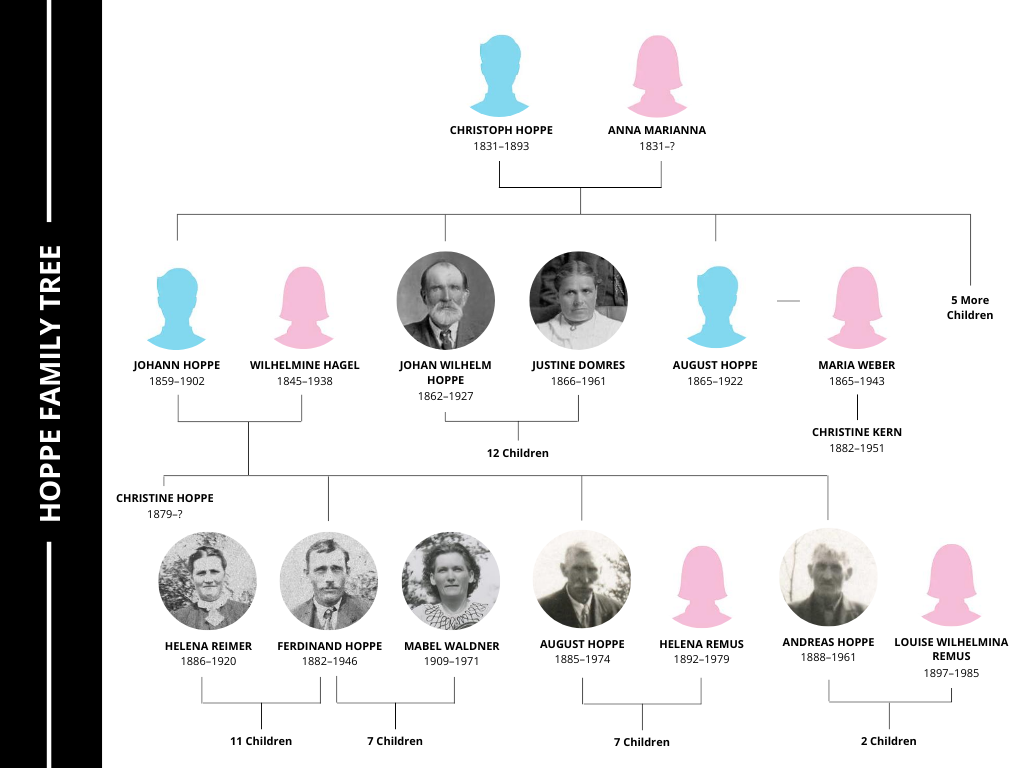 HOPPE FAMILY TREE
CHRISTOPH HOPPE
1831–1893
ANNA MARIANNA
1831–?
JOHANN HOPPE
1859–1902
WILHELMINE HAGEL
1845–1938
JOHAN WILHELM
HOPPE
1862–1927
JUSTINE DOMRES
1866–1961
AUGUST HOPPE
1865–1922
MARIA WEBER
1865–1943
5 More
Children
CHRISTINE KERN
1882–1951
12 Children
CHRISTINE HOPPE
1879–?
HELENA REIMER
1886–1920
FERDINAND HOPPE
1882–1946
MABEL WALDNER
1909–1971
AUGUST HOPPE
1885–1974
HELENA REMUS
1892–1979
ANDREAS HOPPE
1888–1961
LOUISE WILHELMINA
REMUS
1897–1985
11 Children
7 Children
7 Children
2 Children